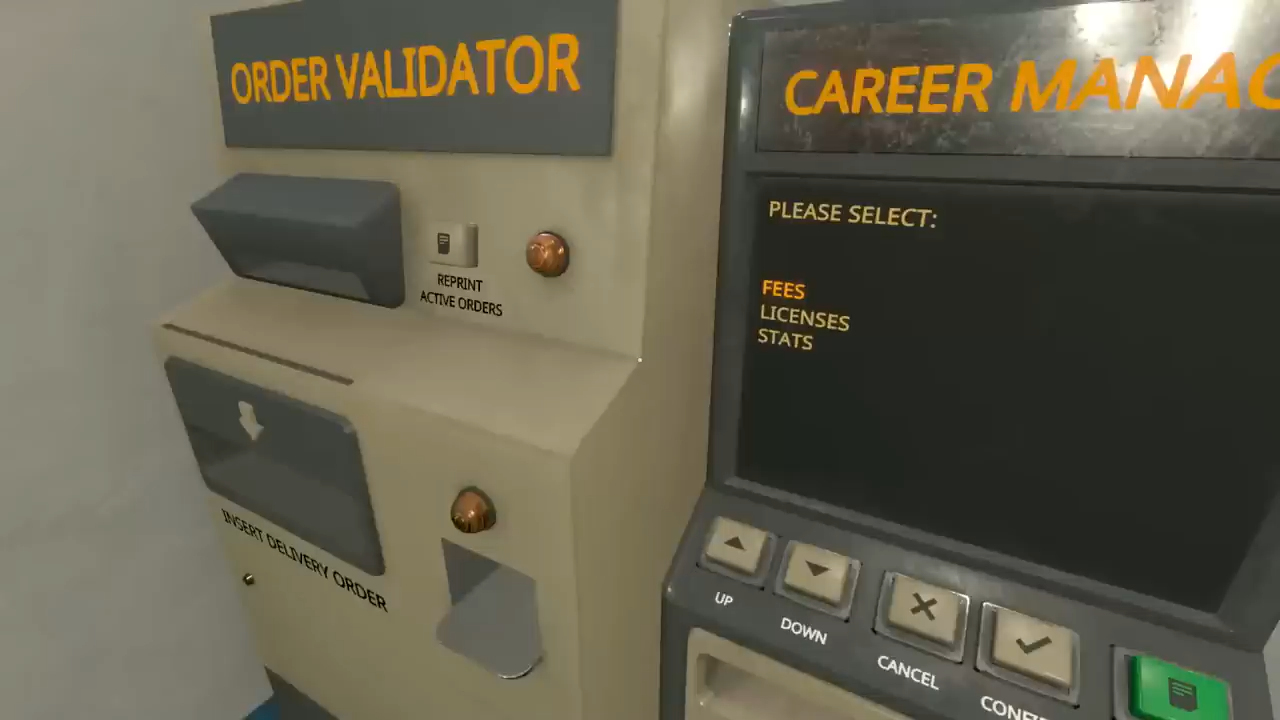 ORDER VALIDATOR
REPRINT
ACTIVE ORDERS
INSERT DELIVERY ORDER
CAREER MANAG
PLEASE SELECT:
FEES
LICENSES
STATS
UP
DOWN
CANCEL